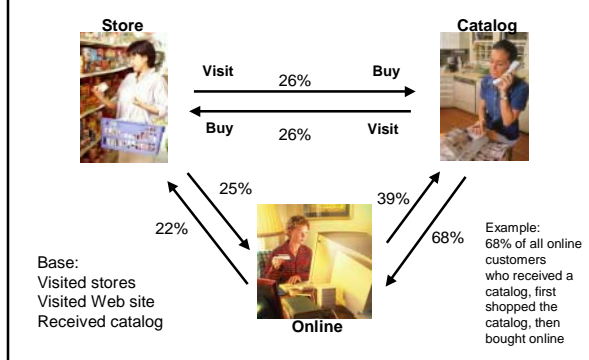 Store
Catalog
Visit
26%
Buy
Buy
26%
Visit
25%
39%
22%
68%
Online
Base:
Visited stores
Visited Web site
Received catalog
Example:
68% of all online
customers
who received a
catalog, first
shopped the
catalog, then
bought online